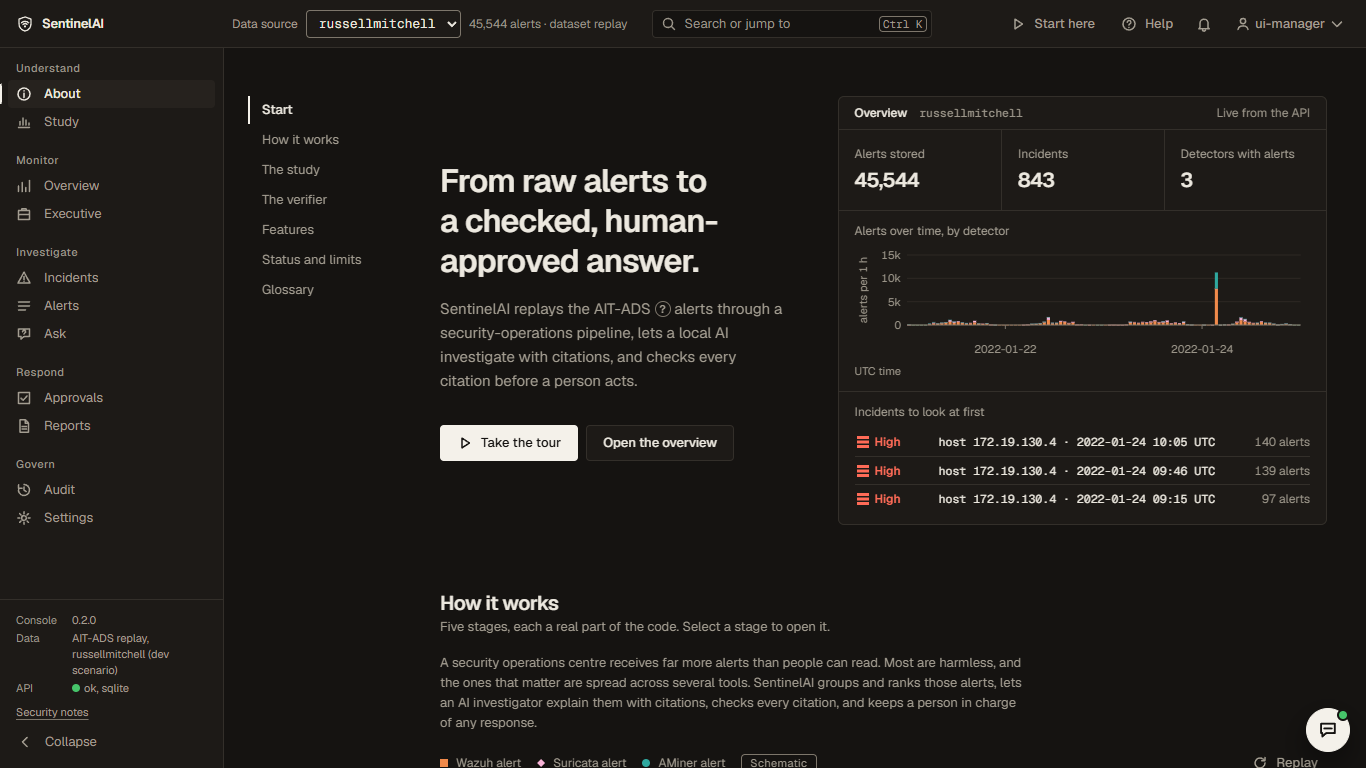 SentinelAI
Data source
russellmitchell
45,544 alerts · dataset replay
Search or jump to
Ctrl K
Start here
Help
ui-manager
Understand
About
Study
Monitor
Overview
Executive
Investigate
Incidents
Alerts
Ask
Respond
Approvals
Reports
Govern
Audit
Settings
Console 0.2.0
Data AIT-ADS replay,
russellmitchell (dev
scenario)
API ok, sqlite
Security notes
Collapse
Start
How it works
The study
The verifier
Features
Status and limits
Glossary
From raw alerts to
a checked, human-
approved answer.
SentinelAI replays the AIT-ADS ? alerts through a
security-operations pipeline, lets a local AI
investigate with citations, and checks every
citation before a person acts.
Take the tour
Open the overview
Overview russellmitchell Live from the API
Alerts stored
45,544
Incidents
843
Detectors with alerts
3
Alerts over time, by detector
alerts per 1 h
15k
10k
5k
0
2022-01-22
2022-01-24
UTC time
Incidents to look at first
High host 172.19.130.4 · 2022-01-24 10:05 UTC 140 alerts
High host 172.19.130.4 · 2022-01-24 09:46 UTC 139 alerts
High host 172.19.130.4 · 2022-01-24 09:15 UTC 97 alerts
How it works
Five stages, each a real part of the code. Select a stage to open it.
A security operations centre receives far more alerts than people can read. Most are harmless, and
the ones that matter are spread across several tools. SentinelAI groups and ranks those alerts, lets
an AI investigator explain them with citations, checks every citation, and keeps a person in charge
of any response.
Wazuh alert
Suricata alert
AMiner alert
Schematic
Replay